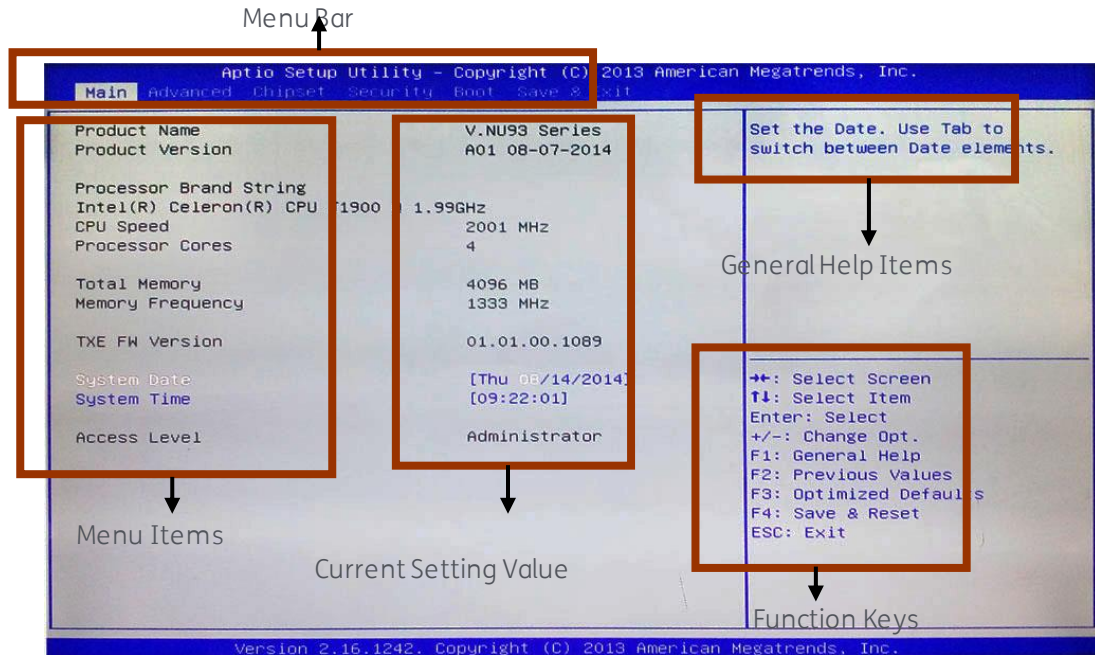 Menu Bar
Aptio Setup Utility - Copyright (C) 2013 American Megatrends, Inc.
Main Advanced Chipset Security Boot Save & Exit
Product Name V.NU93 Series
Product Version A01 08-07-2014
Set the Date. Use Tab to
switch between Date elements.
Processor Brand String
Intel(R) Celeron(R) CPU 1900 1.99GHz
CPU Speed 2001 MHz
Processor Cores 4
General Help Items
Total Memory 4096 MB
Memory Frequency 1333 MHz
TXE FW Version 01.01.00.1089
System Date [Thu 08/14/2014]
System Time [09:22:01]
Access Level Administrator
→←: Select Screen
↑↓: Select Item
Enter: Select
+/-: Change Opt.
F1: General Help
F2: Previous Values
F3: Optimized Defaults
F4: Save & Reset
ESC: Exit
Menu Items
Current Setting Value
Function Keys
Version 2.16.1242. Copyright (C) 2013 American Megatrends, Inc.